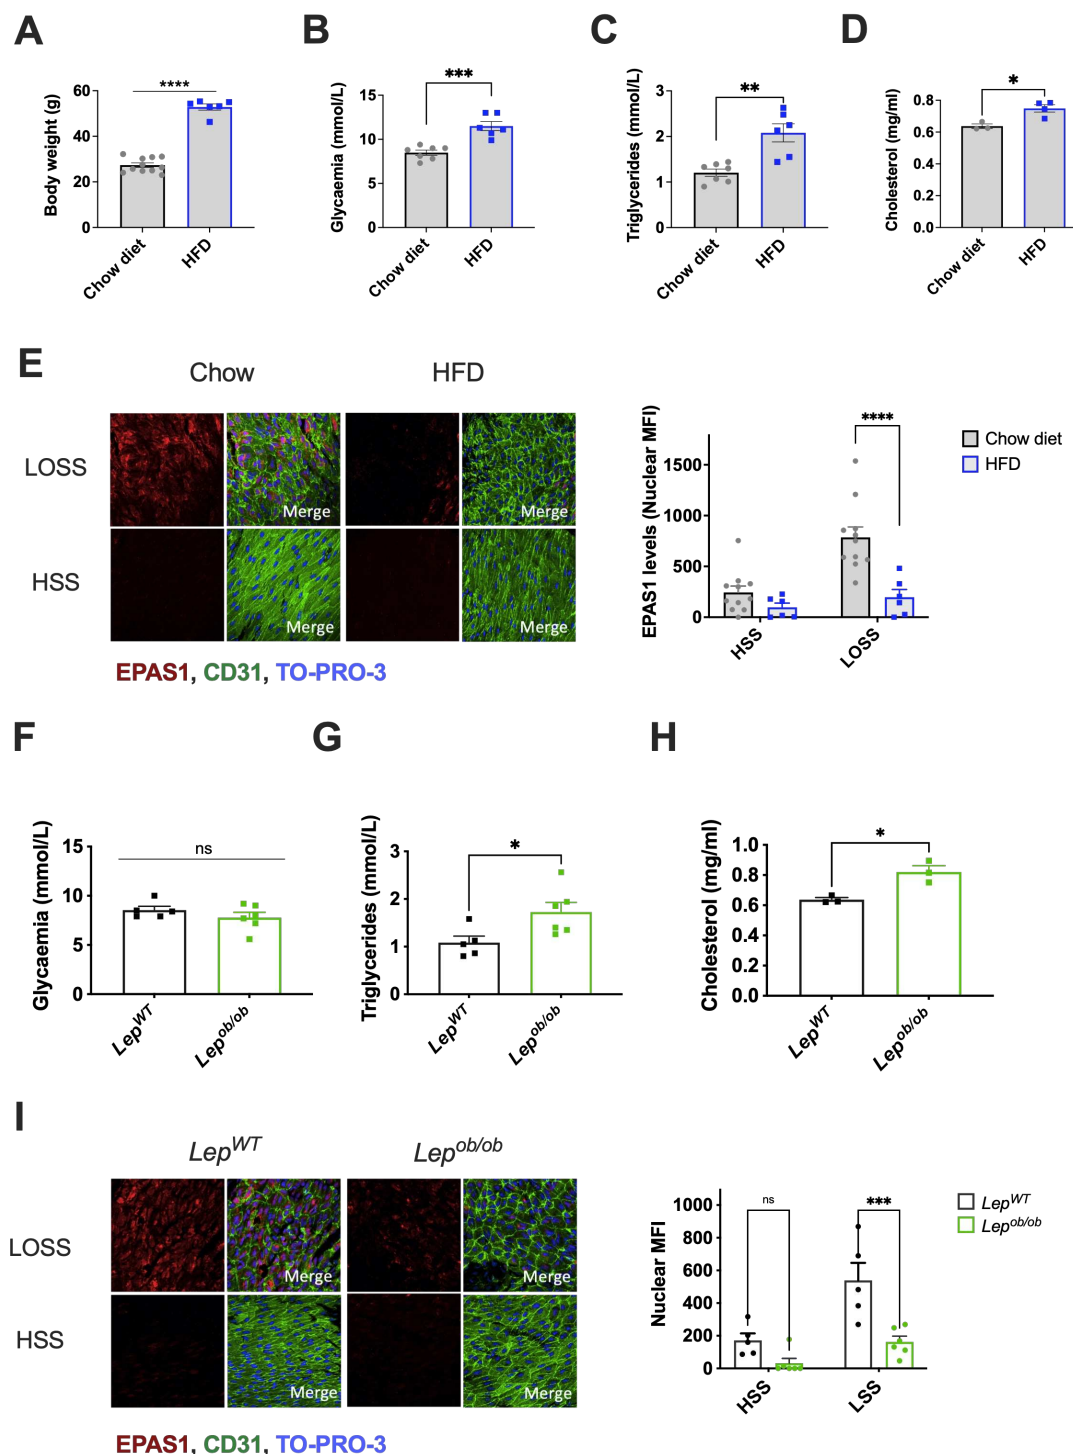 A
B
C
D
Body weight (g)
60
40
20
0
****
Chow diet
HFD
Glycaemia (mmol/L)
15
10
5
0
***
Chow diet
HFD
Triglycerides (mmol/L)
3
2
1
0
**
Chow diet
HFD
Cholesterol (mg/ml)
0.8
0.6
0.4
0.2
0.0
*
Chow diet
HFD
E
Chow
HFD
LOSS
HSS
Merge
Merge
Merge
Merge
EPAS1, CD31, TO-PRO-3
EPAS1 levels (Nuclear MFI)
1500
1000
500
0
****
HSS
LOSS
Chow diet
HFD
F
G
H
Glycaemia (mmol/L)
15
10
5
0
ns
LepWT
Lepob/ob
Triglycerides (mmol/L)
3
2
1
0
*
LepWT
Lepob/ob
Cholesterol (mg/ml)
1.0
0.8
0.6
0.4
0.2
0.0
*
LepWT
Lepob/ob
I
LepWT
Lepob/ob
LOSS
HSS
Merge
Merge
Merge
Merge
EPAS1, CD31, TO-PRO-3
Nuclear MFI
1000
800
600
400
200
0
ns
***
HSS
LSS
LepWT
Lepob/ob